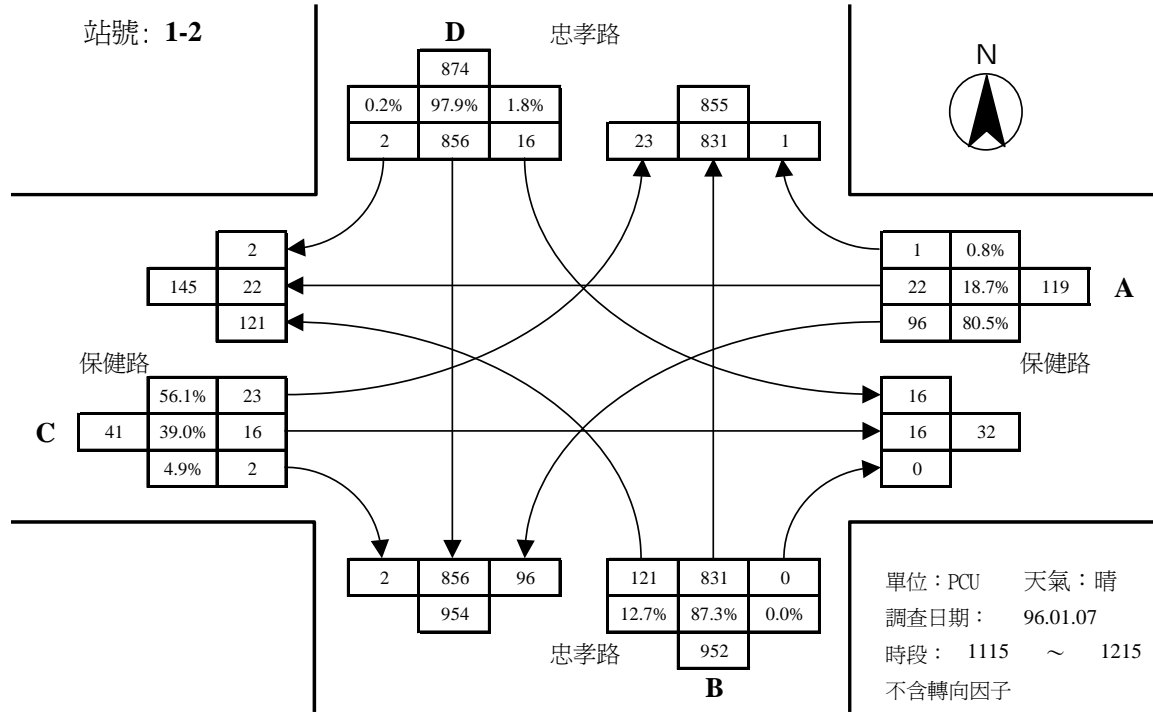 站號: 1-2
D
忠孝路
N
874
0.2% 97.9% 1.8%
2 856 16
855
23 831 1
2
145 22
121
1 0.8%
22 18.7% 119
96 80.5%
A
保健路
保健路
C
56.1% 23
41 39.0% 16
4.9% 2
16
16 32
0
2 856 96
954
121 831 0
12.7% 87.3% 0.0%
952
忠孝路
B
單位：PCU 天氣：晴
調查日期： 96.01.07
時段： 1115 ～ 1215
不含轉向因子